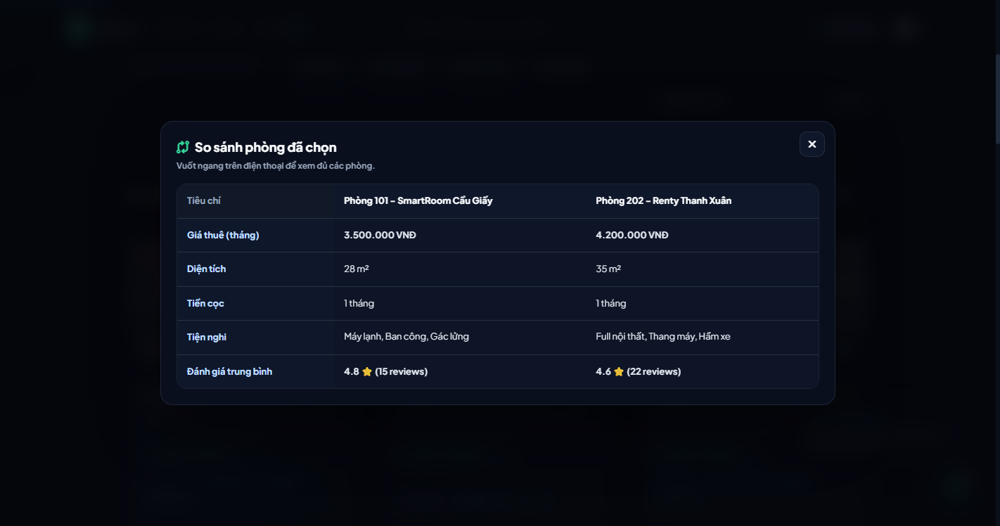 So sánh phòng đã chọn
Vuốt ngang trên điện thoại để xem đủ các phòng.
Tiêu chí Phòng 101 – SmartRoom Cầu Giấy Phòng 202 – Renty Thanh Xuân
Giá thuê (tháng) 3.500.000 VNĐ 4.200.000 VNĐ
Diện tích 28 m² 35 m²
Tiền cọc 1 tháng 1 tháng
Tiện nghi Máy lạnh, Ban công, Gác lửng Full nội thất, Thang máy, Hầm xe
Đánh giá trung bình 4.8 ⭐ (15 reviews) 4.6 ⭐ (22 reviews)